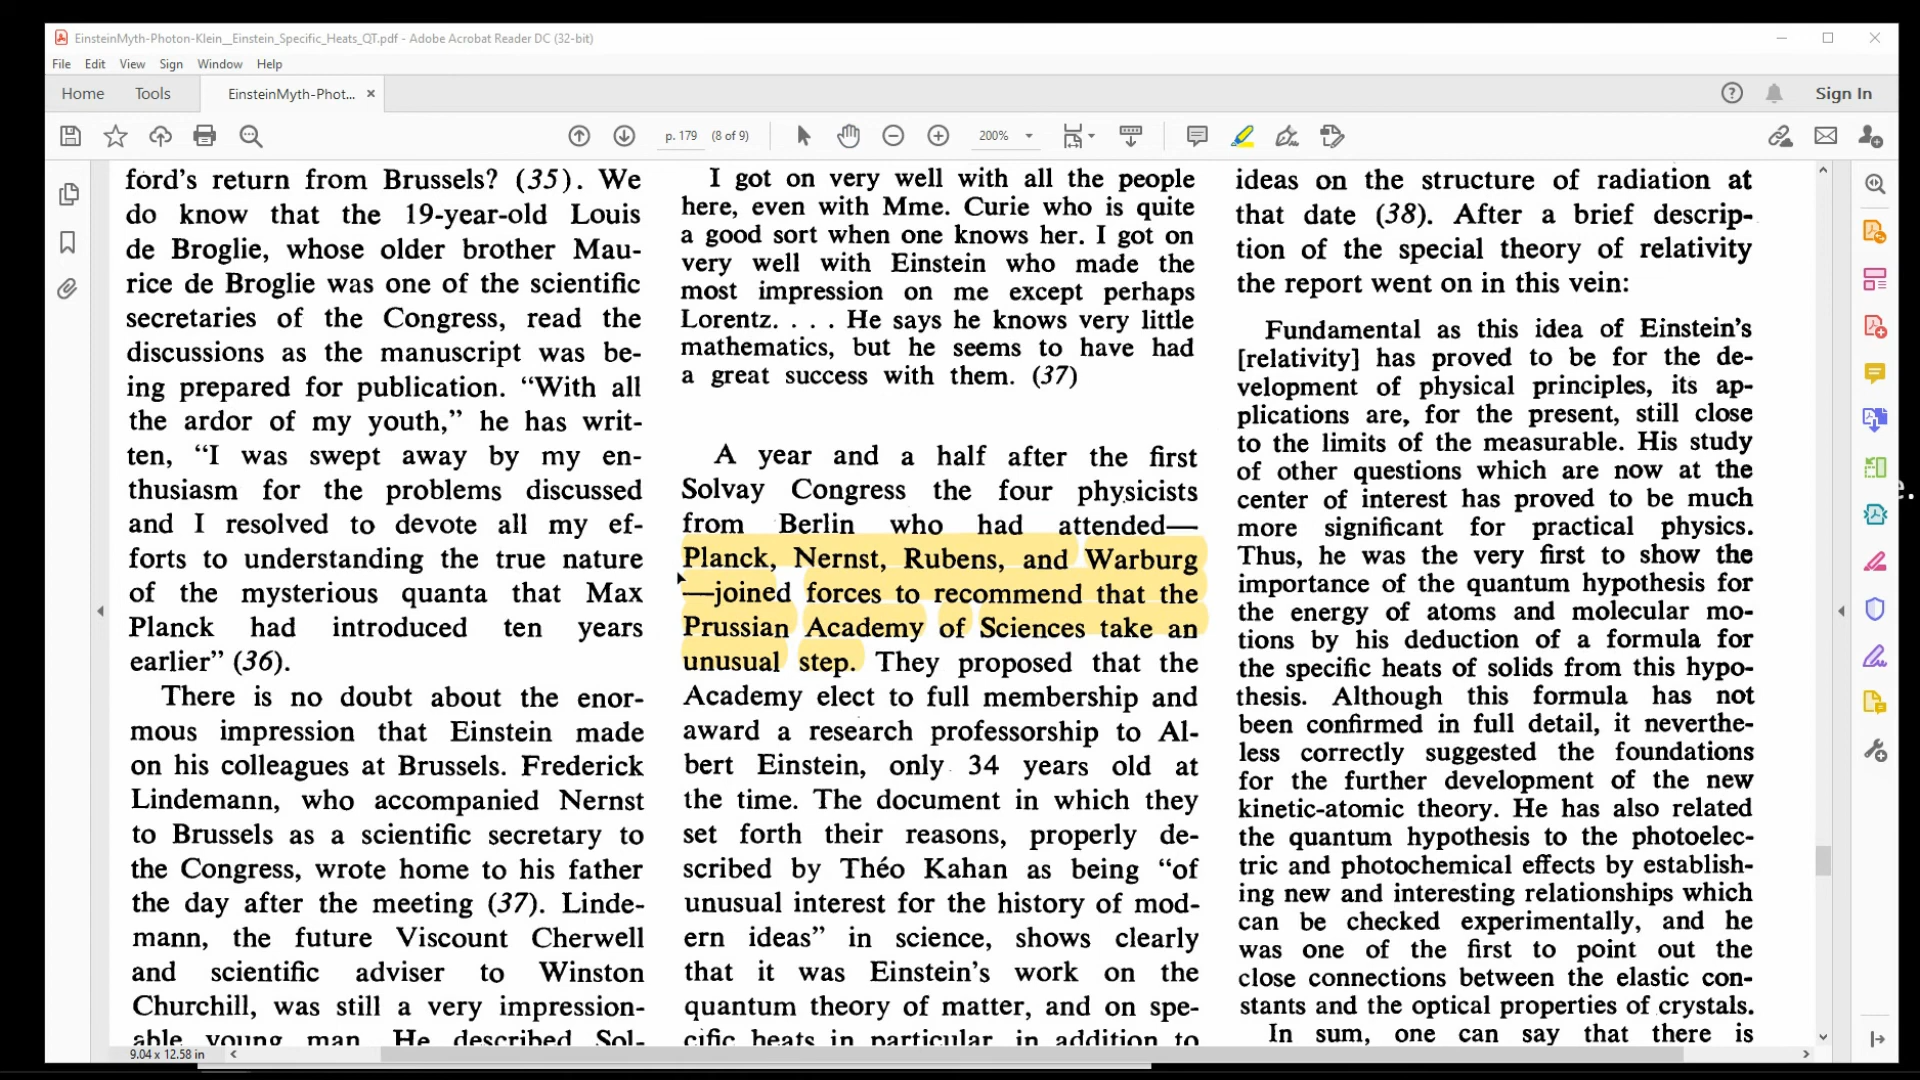 EinsteinMyth-Photon-Klein__Einstein_Specific_Heats_QT.pdf - Adobe Acrobat Reader DC (32-bit)
File Edit View Sign Window Help
Home Tools EinsteinMyth-Phot... × Sign In
p. 179 (8 of 9) 200%
ford's return from Brussels? (35). We
do know that the 19-year-old Louis
de Broglie, whose older brother Mau-
rice de Broglie was one of the scientific
secretaries of the Congress, read the
discussions as the manuscript was be-
ing prepared for publication. “With all
the ardor of my youth,” he has writ-
ten, “I was swept away by my en-
thusiasm for the problems discussed
and I resolved to devote all my ef-
forts to understanding the true nature
of the mysterious quanta that Max
Planck had introduced ten years
earlier” (36).
There is no doubt about the enor-
mous impression that Einstein made
on his colleagues at Brussels. Frederick
Lindemann, who accompanied Nernst
to Brussels as a scientific secretary to
the Congress, wrote home to his father
the day after the meeting (37). Linde-
mann, the future Viscount Cherwell
and scientific adviser to Winston
Churchill, was still a very impression-
able young man. He described Sol-
I got on very well with all the people
here, even with Mme. Curie who is quite
a good sort when one knows her. I got on
very well with Einstein who made the
most impression on me except perhaps
Lorentz. . . . He says he knows very little
mathematics, but he seems to have had
a great success with them. (37)
A year and a half after the first
Solvay Congress the four physicists
from Berlin who had attended—
Planck, Nernst, Rubens, and Warburg
—joined forces to recommend that the
Prussian Academy of Sciences take an
unusual step. They proposed that the
Academy elect to full membership and
award a research professorship to Al-
bert Einstein, only 34 years old at
the time. The document in which they
set forth their reasons, properly de-
scribed by Théo Kahan as being “of
unusual interest for the history of mod-
ern ideas” in science, shows clearly
that it was Einstein's work on the
quantum theory of matter, and on spe-
cific heats in particular, in addition to
ideas on the structure of radiation at
that date (38). After a brief descrip-
tion of the special theory of relativity
the report went on in this vein:
Fundamental as this idea of Einstein's
[relativity] has proved to be for the de-
velopment of physical principles, its ap-
plications are, for the present, still close
to the limits of the measurable. His study
of other questions which are now at the
center of interest has proved to be much
more significant for practical physics.
Thus, he was the very first to show the
importance of the quantum hypothesis for
the energy of atoms and molecular mo-
tions by his deduction of a formula for
the specific heats of solids from this hypo-
thesis. Although this formula has not
been confirmed in full detail, it neverthe-
less correctly suggested the foundations
for the further development of the new
kinetic-atomic theory. He has also related
the quantum hypothesis to the photoelec-
tric and photochemical effects by establish-
ing new and interesting relationships which
can be checked experimentally, and he
was one of the first to point out the
close connections between the elastic con-
stants and the optical properties of crystals.
In sum, one can say that there is
9.04 x 12.58 in
e.